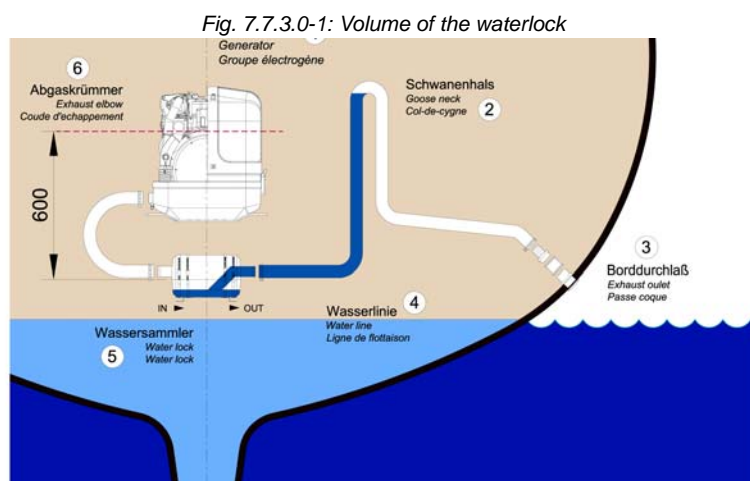 Fig. 7.7.3.0-1: Volume of the waterlock
Generator
Groupe électrogène
6
Abgaskrümmer
Exhaust elbow
Coude d'echappement
Schwanenhals
Goose neck
Col-de-cygne
2
600
3
Borddurchlaß
Exhaust oulet
Passe coque
IN
OUT
Wasserlinie
4
Water line
Ligne de flottaison
Wassersammler
5
Water lock
Water lock